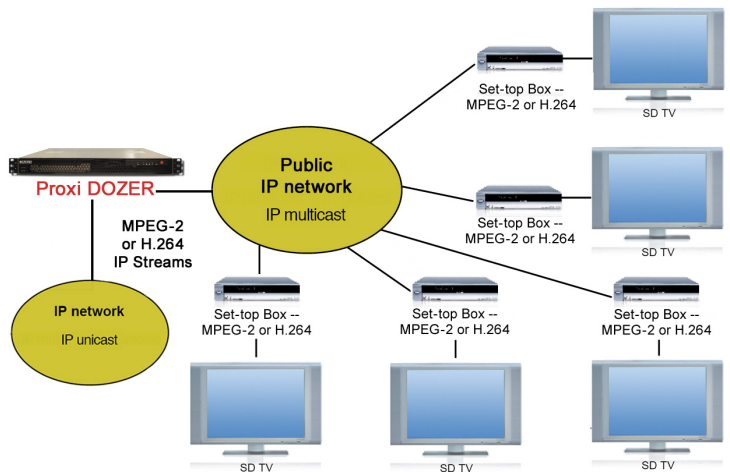 Set-top Box --
MPEG-2 or H.264
SD TV
Public
IP network
IP multicast
Proxi DOZER
MPEG-2
or H.264
IP Streams
Set-top Box --
MPEG-2 or H.264
SD TV
IP network
IP unicast
Set-top Box --
MPEG-2 or H.264
Set-top Box --
MPEG-2 or H.264
Set-top Box --
MPEG-2 or H.264
SD TV
SD TV
SD TV